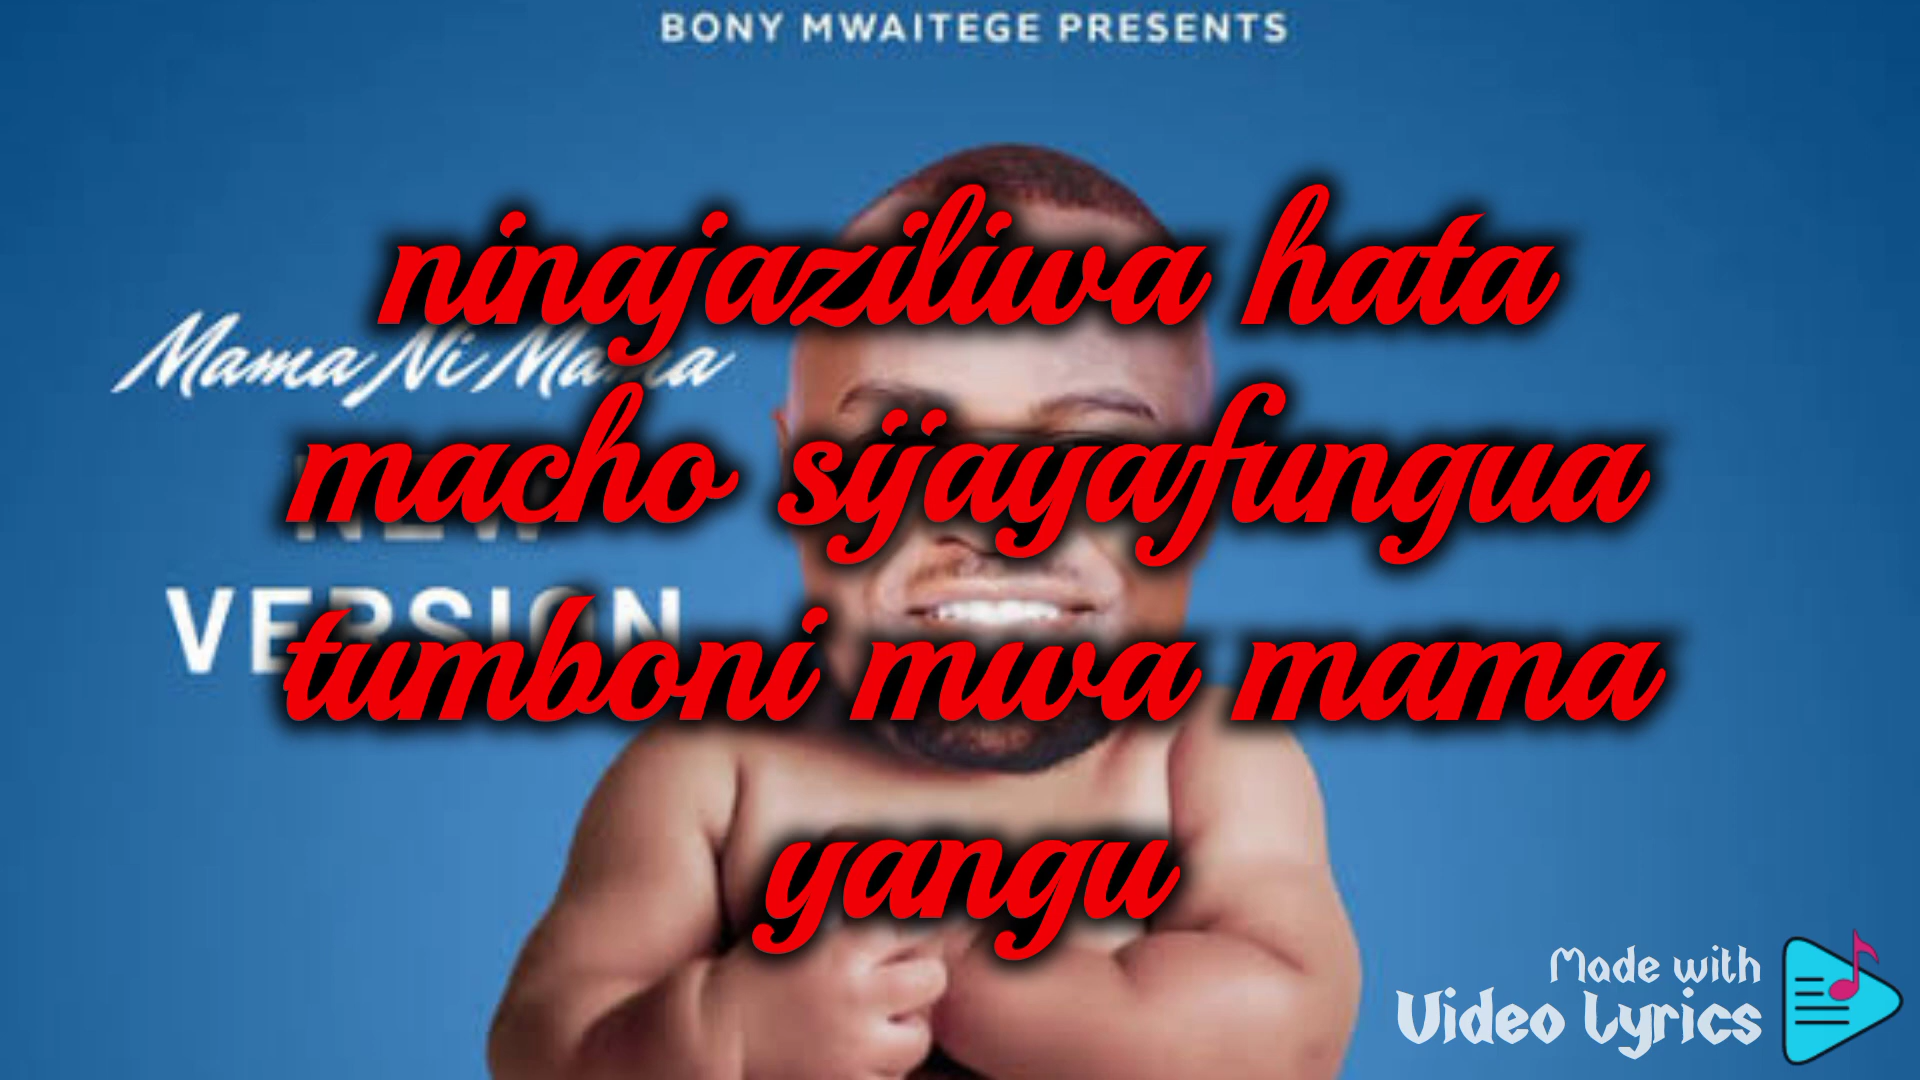 BONY MWAITEGE PRESENTS
ninajaziliwa hata
Mama Ni Mama
macho sijayafungua
NEW
VERSION
tumboni mwa mama
yangu
Made with
Video Lyrics